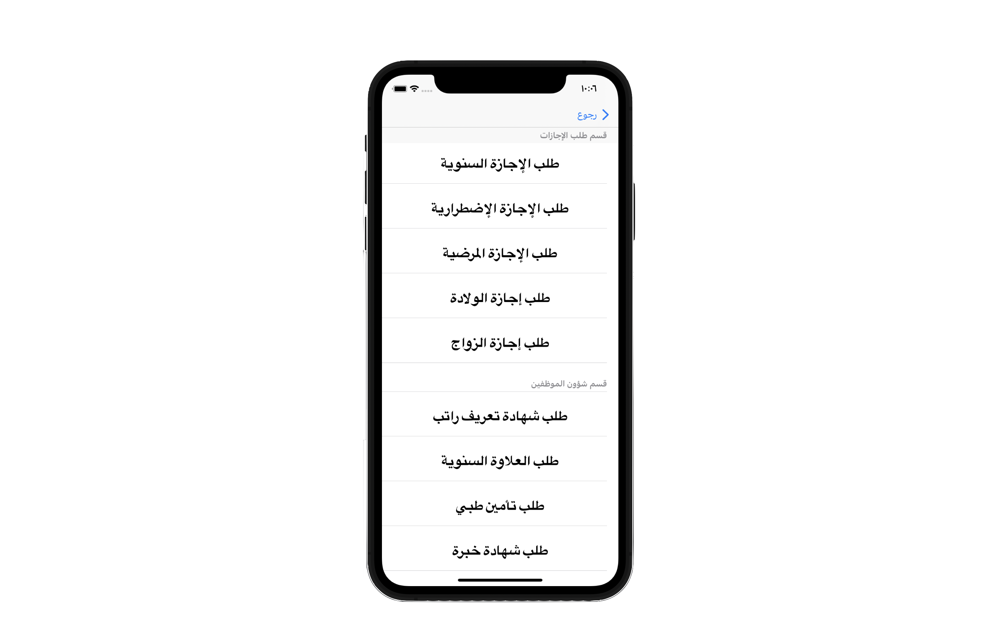 ١٠:٠٦
رجوع
قسم طلب الإجازات
طلب الإجازة السنوية
طلب الإجازة الإضطرارية
طلب الإجازة المرضية
طلب إجازة الولادة
طلب إجازة الزواج
قسم شؤون الموظفين
طلب شهادة تعريف راتب
طلب العلاوة السنوية
طلب تأمين طبي
طلب شهادة خبرة